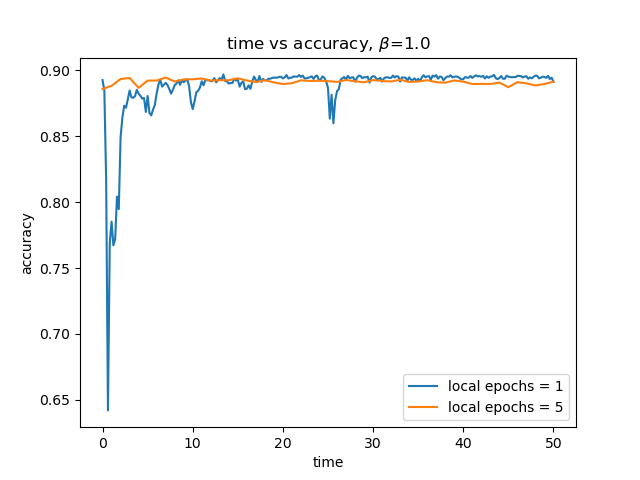 time vs accuracy, β=1.0
accuracy
0.90
0.85
0.80
0.75
0.70
0.65
local epochs = 1
local epochs = 5
0 10 20 30 40 50
time